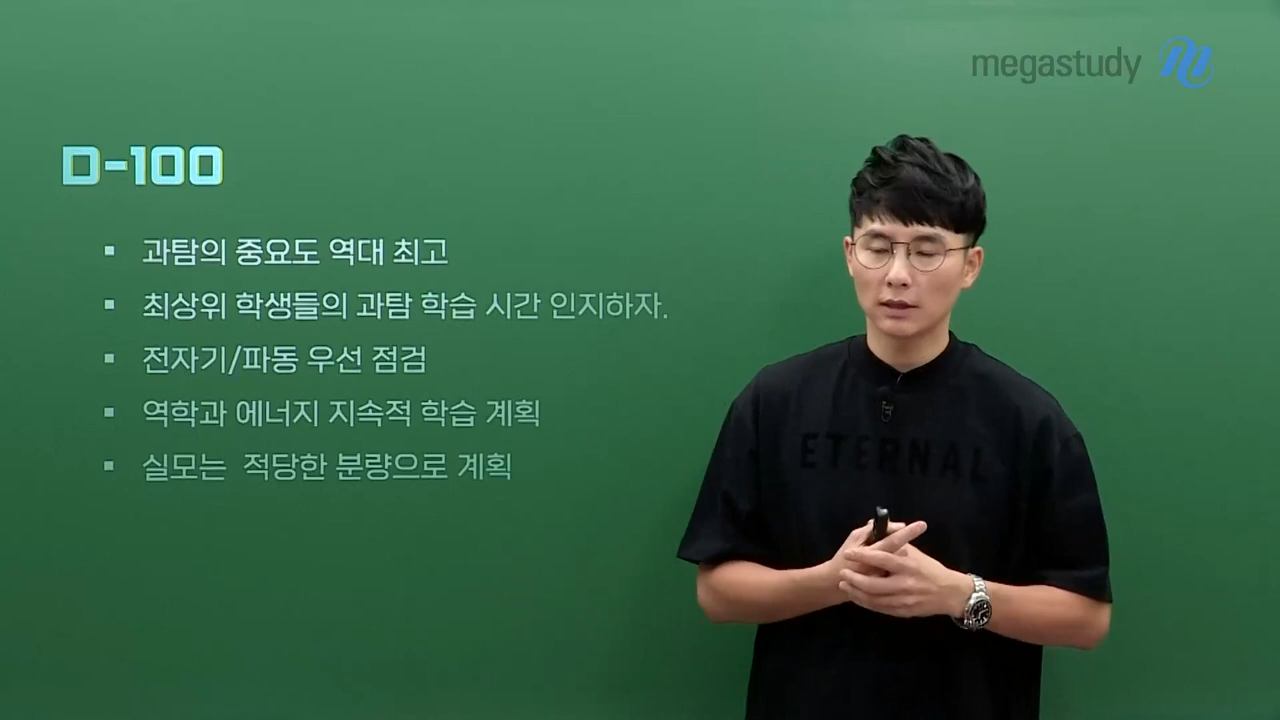 megastudy
D-100
▪ 과탐의 중요도 역대 최고
▪ 최상위 학생들의 과탐 학습 시간 인지하자.
▪ 전자기/파동 우선 점검
▪ 역학과 에너지 지속적 학습 계획
▪ 실모는 적당한 분량으로 계획
ETERNAL